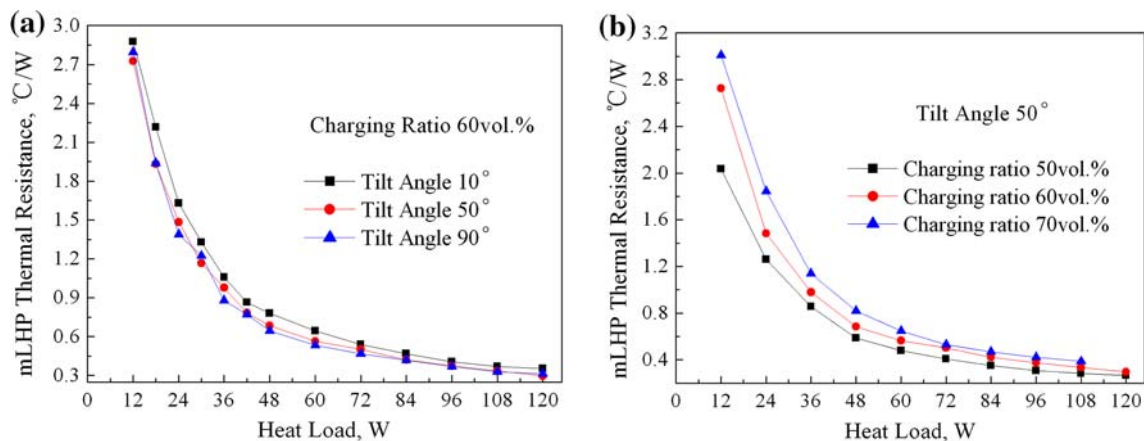 (a)
mLHP Thermal Resistance, ℃/W
3.0
2.7
2.4
2.1
1.8
1.5
1.2
0.9
0.6
0.3
Charging Ratio 60vol.%
Tilt Angle 10°
Tilt Angle 50°
Tilt Angle 90°
0 12 24 36 48 60 72 84 96 108 120
Heat Load, W
(b)
mLHP Thermal Resistance, ℃/W
3.2
2.8
2.4
2.0
1.6
1.2
0.8
0.4
Tilt Angle 50°
Charging ratio 50vol.%
Charging ratio 60vol.%
Charging ratio 70vol.%
0 12 24 36 48 60 72 84 96 108 120
Heat Load, W